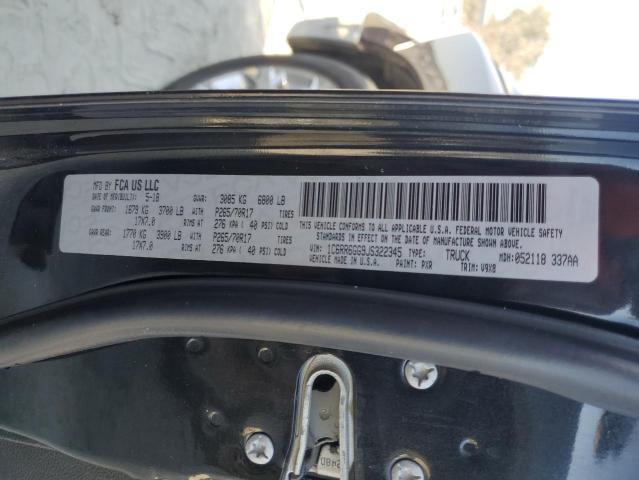 MFD BY FCA US LLC
DATE OF MFR/BUILT: 5-18 GVWR: 3085 KG 6800 LB
GAWR FRONT: 1679 KG 3700 LB WITH P265/70R17 TIRES
17X7.0 RIMS AT 276 KPA ( 40 PSI) COLD
GAWR REAR: 1770 KG 3900 LB WITH P265/70R17 TIRES
17X7.0 RIMS AT 276 KPA ( 40 PSI) COLD
THIS VEHICLE CONFORMS TO ALL APPLICABLE U.S.A. FEDERAL MOTOR VEHICLE SAFETY
STANDARDS IN EFFECT ON THE DATE OF MANUFACTURE SHOWN ABOVE.
VIN: 1C6RR6GG9JS322345 TYPE: TRUCK MDH: 052118 337AA
VEHICLE MADE IN: U.S.A. PAINT: PXR TRIM: V9X8